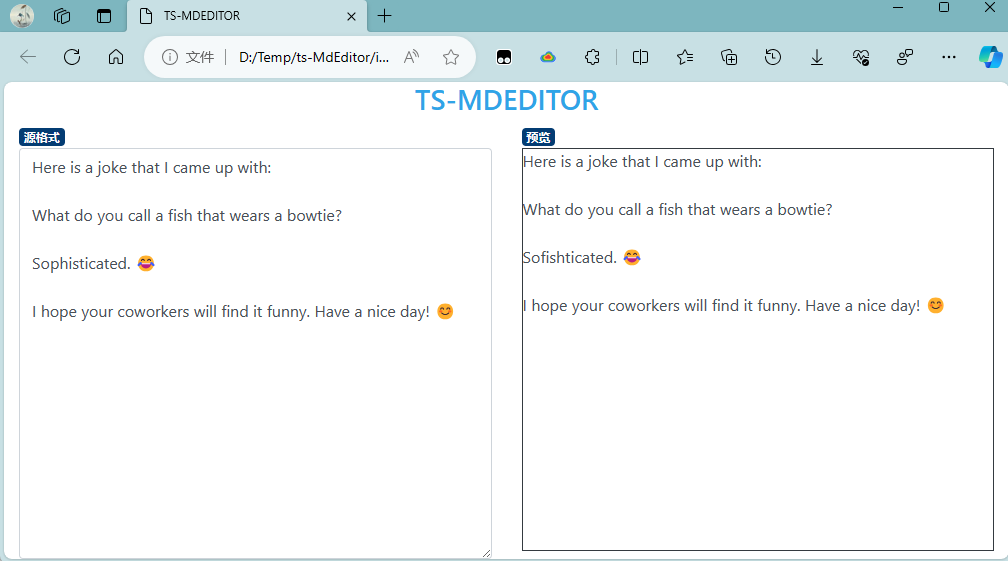 TS-MDEDITOR
文件
D:/Temp/ts-MdEditor/i...
TS-MDEDITOR
源格式
Here is a joke that I came up with:
What do you call a fish that wears a bowtie?
Sophisticated. 😂
I hope your coworkers will find it funny. Have a nice day! 😊
预览
Here is a joke that I came up with:
What do you call a fish that wears a bowtie?
Sofishticated. 😂
I hope your coworkers will find it funny. Have a nice day! 😊